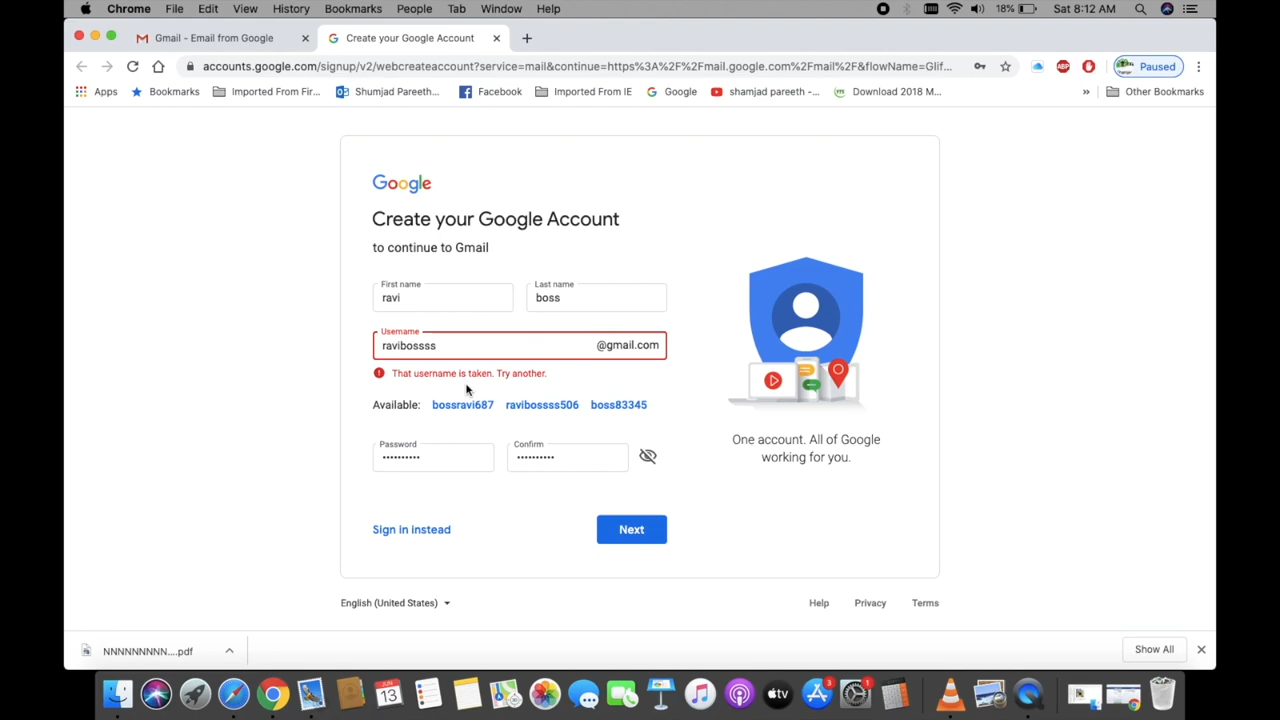 Chrome File Edit View History Bookmarks People Tab Window Help 18% Sat 8:12 AM
Gmail - Email from Google Create your Google Account
accounts.google.com/signup/v2/webcreateaccount?service=mail&continue=https%3A%2F%2Fmail.google.com%2Fmail%2F&flowName=Glif... ABP Paused
Apps Bookmarks Imported From Fir... Shumjad Pareeth... Facebook Imported From IE Google shamjad pareeth -... Download 2018 M... » Other Bookmarks
Google
Create your Google Account
to continue to Gmail
First name Last name
ravi boss
Username
ravibossss @gmail.com
That username is taken. Try another.
Available: bossravi687 ravibossss506 boss83345
Password Confirm
One account. All of Google
working for you.
Sign in instead Next
English (United States) Help Privacy Terms
NNNNNNNNN....pdf Show All
JUN
13 tv 3 1